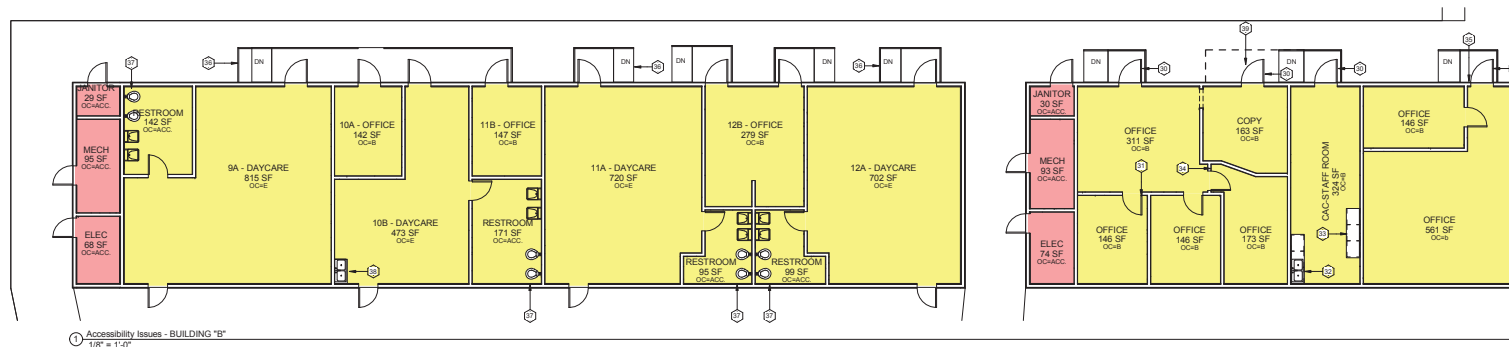 DN
DN
DN
DN
DN
DN
DN
DN
39
35
37
36
36
36
30
30
30
JANITOR
29 SF
OC=ACC.
RESTROOM
142 SF
OC=ACC.
MECH
95 SF
OC=ACC.
ELEC
68 SF
OC=ACC.
9A - DAYCARE
815 SF
OC=E
10A - OFFICE
142 SF
OC=B
10B - DAYCARE
473 SF
OC=E
38
11B - OFFICE
147 SF
OC=B
RESTROOM
171 SF
OC=ACC.
37
11A - DAYCARE
720 SF
OC=E
12B - OFFICE
279 SF
OC=B
RESTROOM
95 SF
OC=ACC.
37
RESTROOM
99 SF
OC=ACC.
37
12A - DAYCARE
702 SF
OC=E
JANITOR
30 SF
OC=ACC.
MECH
93 SF
OC=ACC.
ELEC
74 SF
OC=ACC.
OFFICE
311 SF
OC=B
31
34
COPY
163 SF
OC=B
OFFICE
146 SF
OC=B
OFFICE
146 SF
OC=B
OFFICE
173 SF
OC=B
CAC-STAFF ROOM
324 SF
OC=B
33
32
OFFICE
146 SF
OC=B
OFFICE
561 SF
OC=b
1 Accessibility Issues - BUILDING "B"
1/8" = 1'-0"